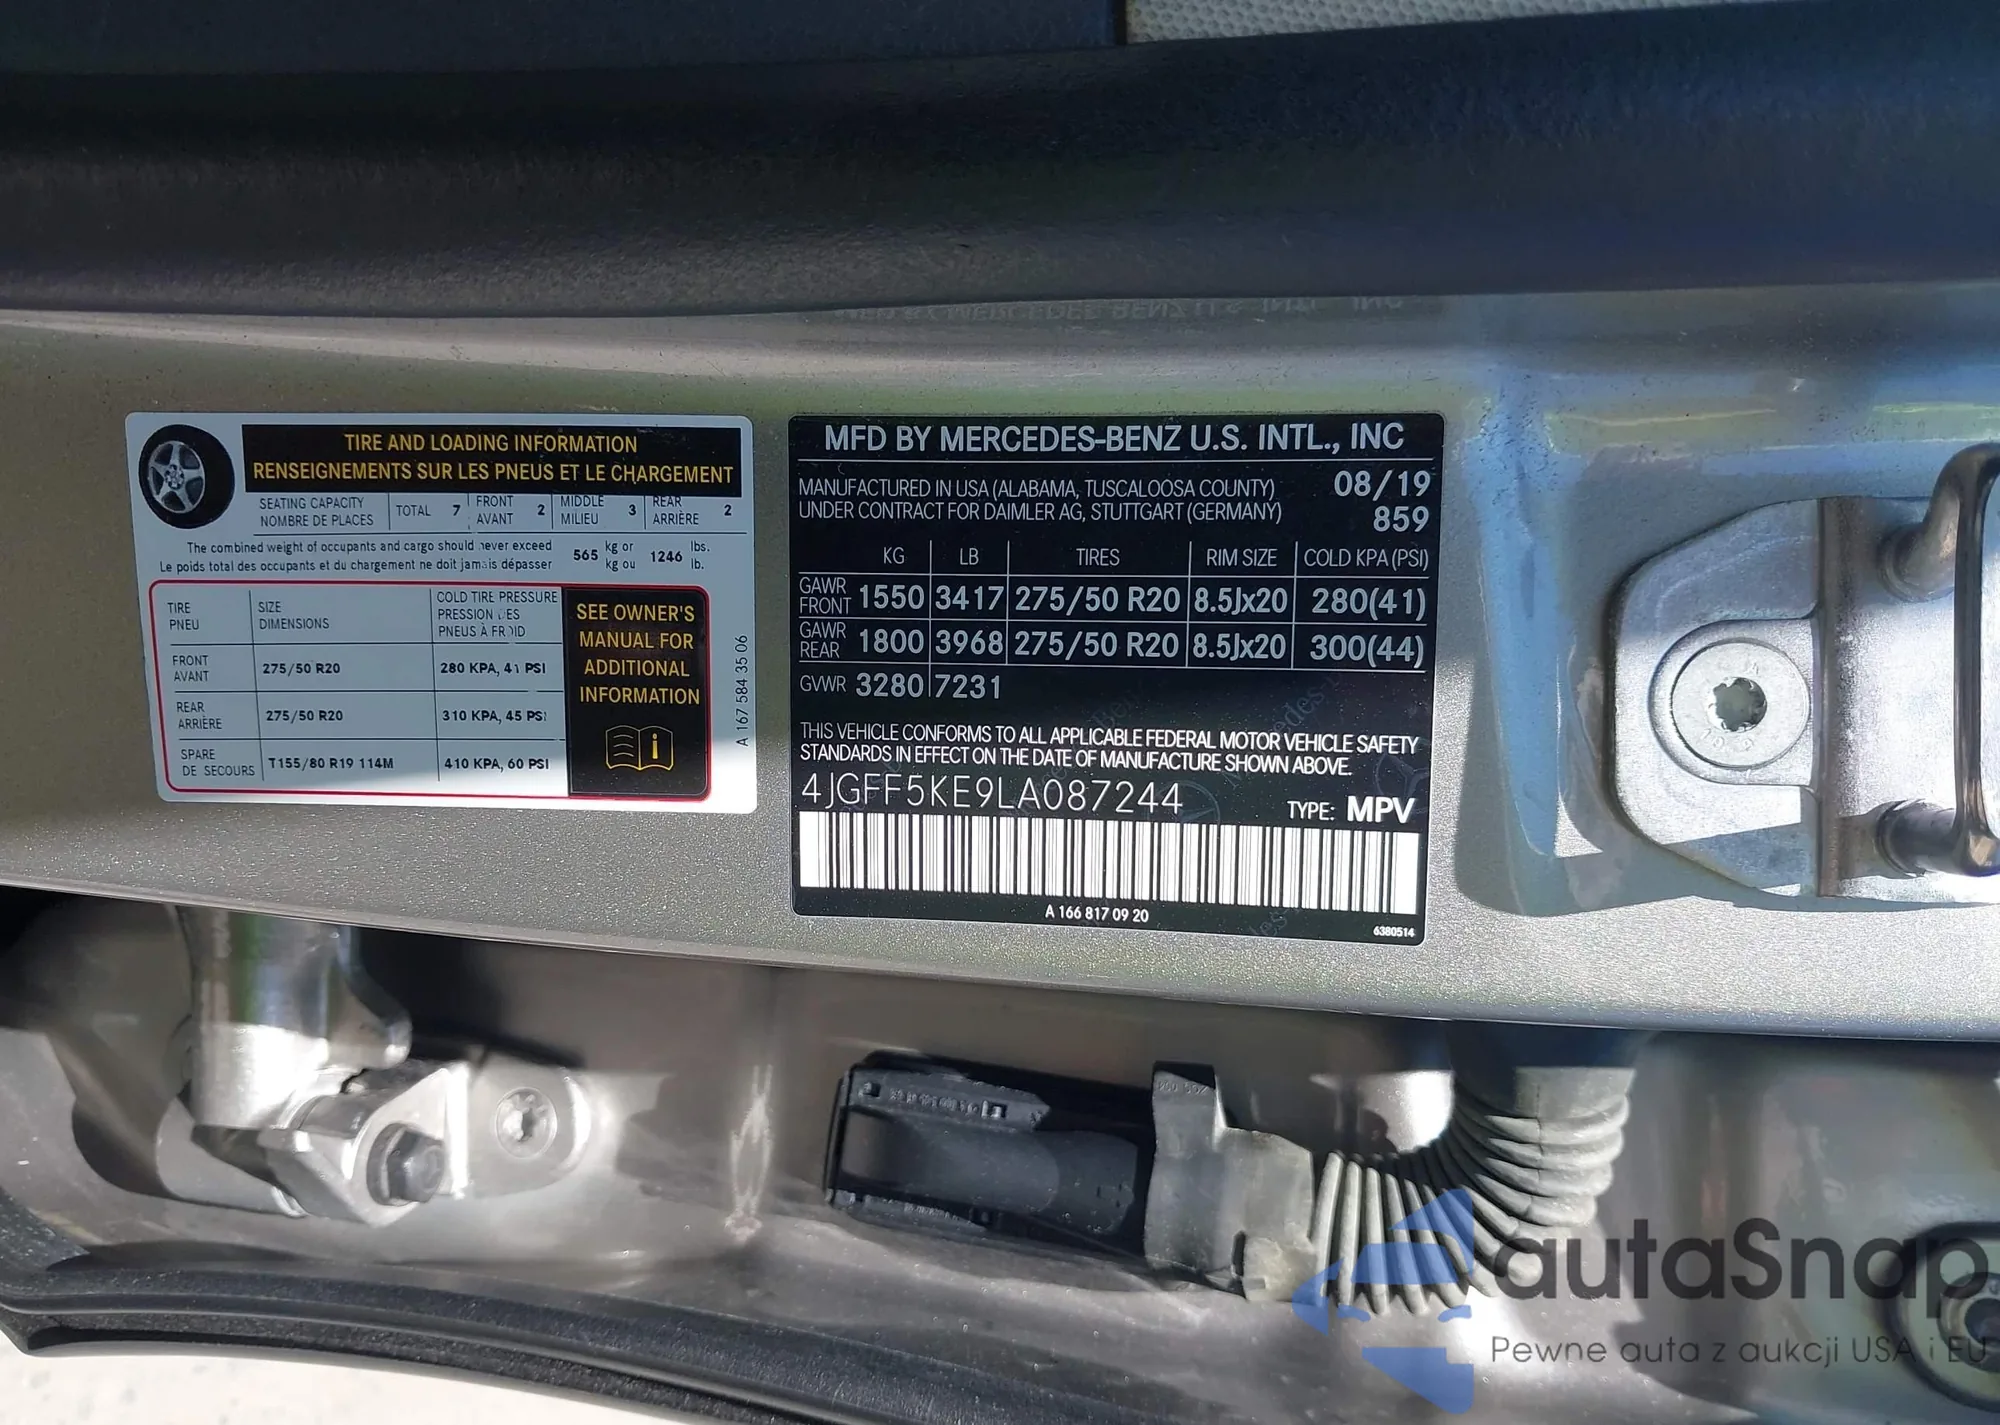 TIRE AND LOADING INFORMATION
RENSEIGNEMENTS SUR LES PNEUS ET LE CHARGEMENT
SEATING CAPACITY
NOMBRE DE PLACES
TOTAL 7
FRONT
AVANT 2
MIDDLE
MILIEU 3
REAR
ARRIÈRE 2
The combined weight of occupants and cargo should never exceed 565 kg or 1246 lbs.
Le poids total des occupants et du chargement ne doit jamais dépasser kg ou lb.
TIRE
PNEU
SIZE
DIMENSIONS
COLD TIRE PRESSURE
PRESSION DES
PNEUS À FROID
FRONT
AVANT
275/50 R20
280 KPA, 41 PSI
REAR
ARRIÈRE
275/50 R20
310 KPA, 45 PSI
SPARE
DE SECOURS
T155/80 R19 114M
410 KPA, 60 PSI
SEE OWNER'S
MANUAL FOR
ADDITIONAL
INFORMATION
A 167 584 35 06
MFD BY MERCEDES-BENZ U.S. INTL., INC
MANUFACTURED IN USA (ALABAMA, TUSCALOOSA COUNTY) 08/19
UNDER CONTRACT FOR DAIMLER AG, STUTTGART (GERMANY) 859
KG LB TIRES RIM SIZE COLD KPA (PSI)
GAWR
FRONT 1550 3417 275/50 R20 8.5Jx20 280(41)
GAWR
REAR 1800 3968 275/50 R20 8.5Jx20 300(44)
GVWR 3280 7231
THIS VEHICLE CONFORMS TO ALL APPLICABLE FEDERAL MOTOR VEHICLE SAFETY
STANDARDS IN EFFECT ON THE DATE OF MANUFACTURE SHOWN ABOVE.
4JGFF5KE9LA087244
TYPE: MPV
A 166 817 09 20
6380514
autaSnap
Pewne auta z aukcji USA i EU